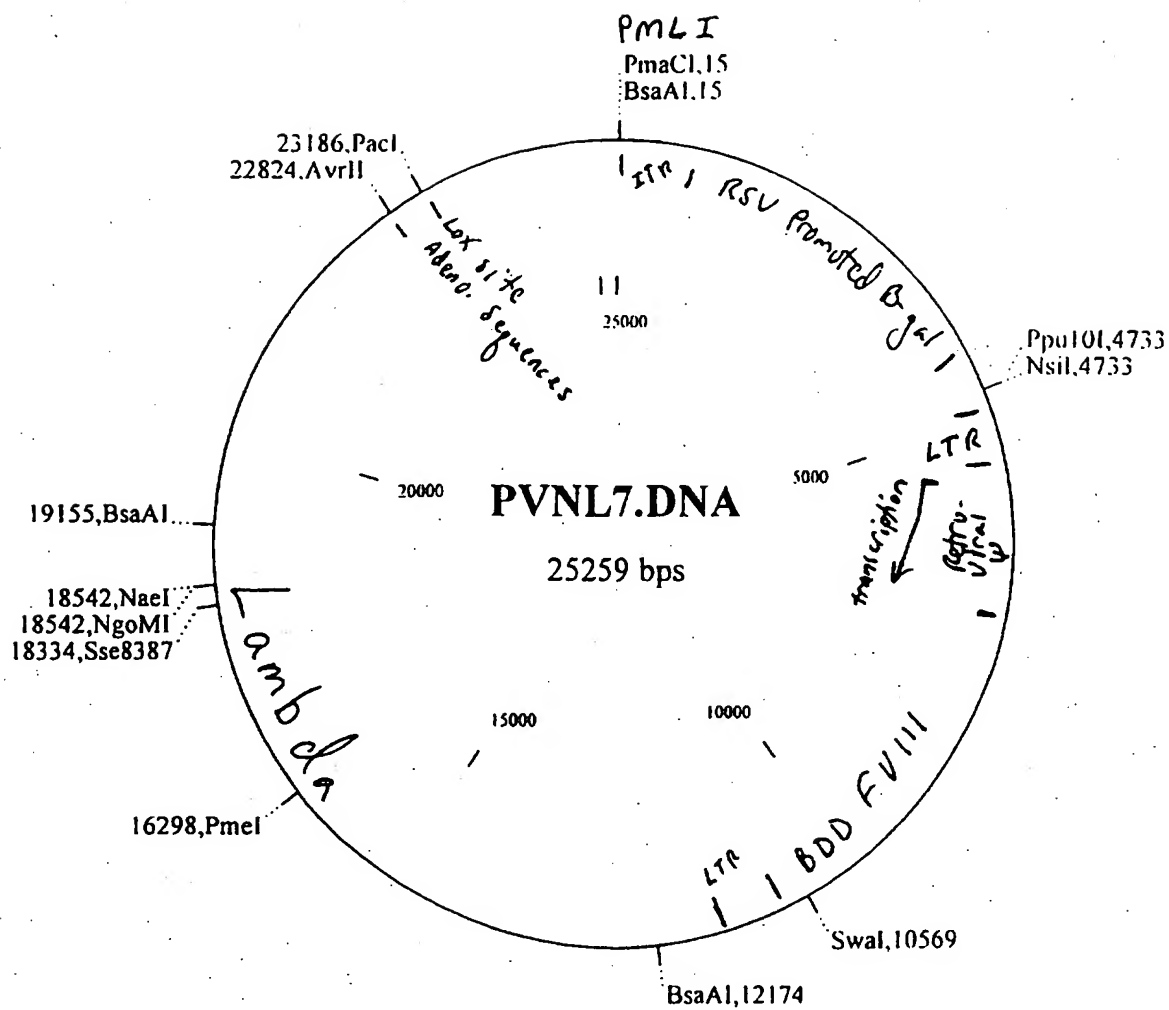 PMLI
PmaCI,15
BsaAI,15
23186,PacI
22824,AvrII
ITR
RSV Promoted B gal
Lox site
Adeno. Sequences
25000
Ppu10I,4733
NsiI,4733
LTR
5000
transcription
Retro-
viral
Ψ
20000
PVNL7.DNA
25259 bps
19155,BsaAI
18542,NaeI
18542,NgoMI
18334,Sse8387
Lambda
15000
10000
16298,PmeI
BDD FVIII
LTR
SwaI,10569
BsaAI,12174